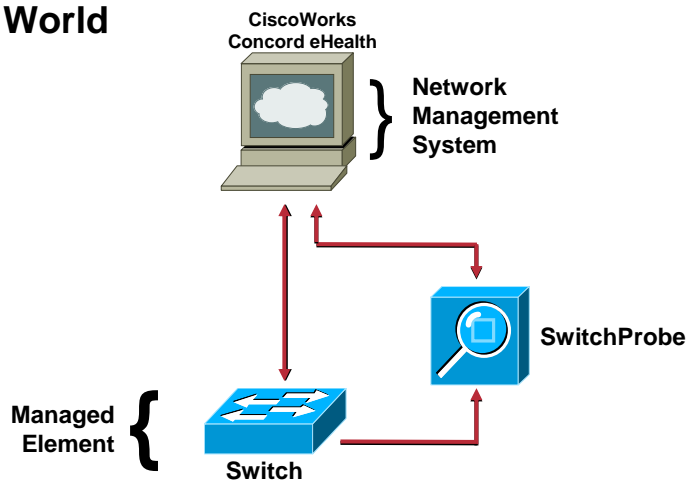 World
CiscoWorks
Concord eHealth
Network
Management
System
SwitchProbe
Managed
Element
Switch